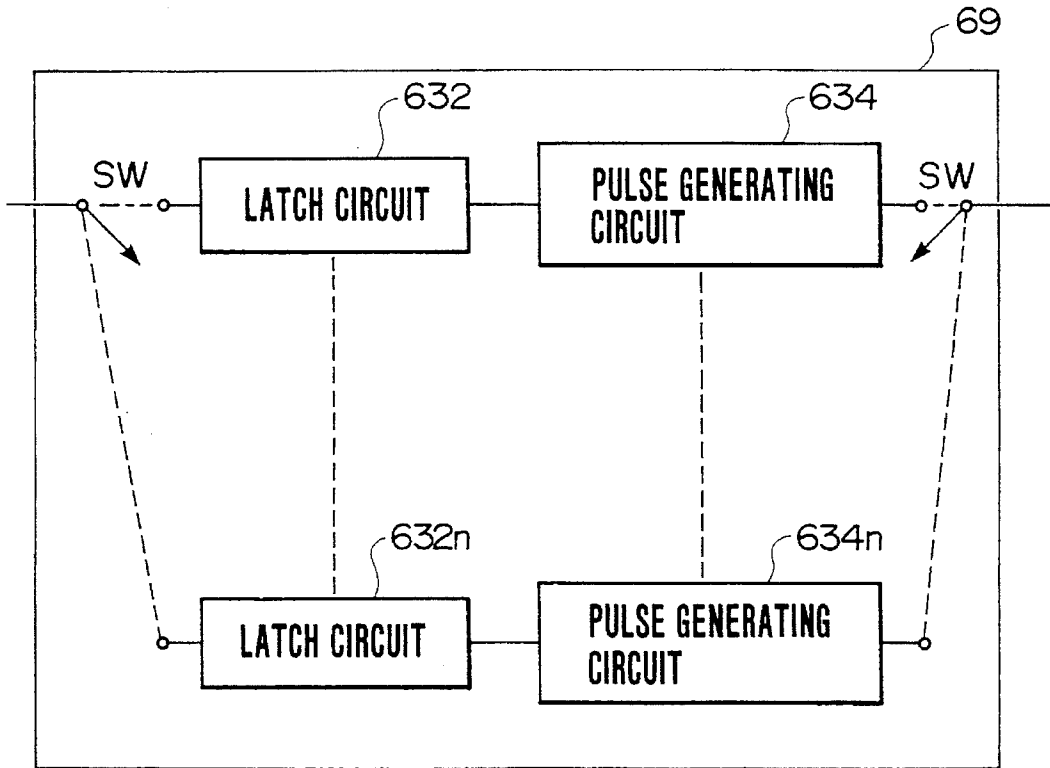 69
632
634
SW
LATCH CIRCUIT
PULSE GENERATING
CIRCUIT
SW
632n
634n
LATCH CIRCUIT
PULSE GENERATING
CIRCUIT